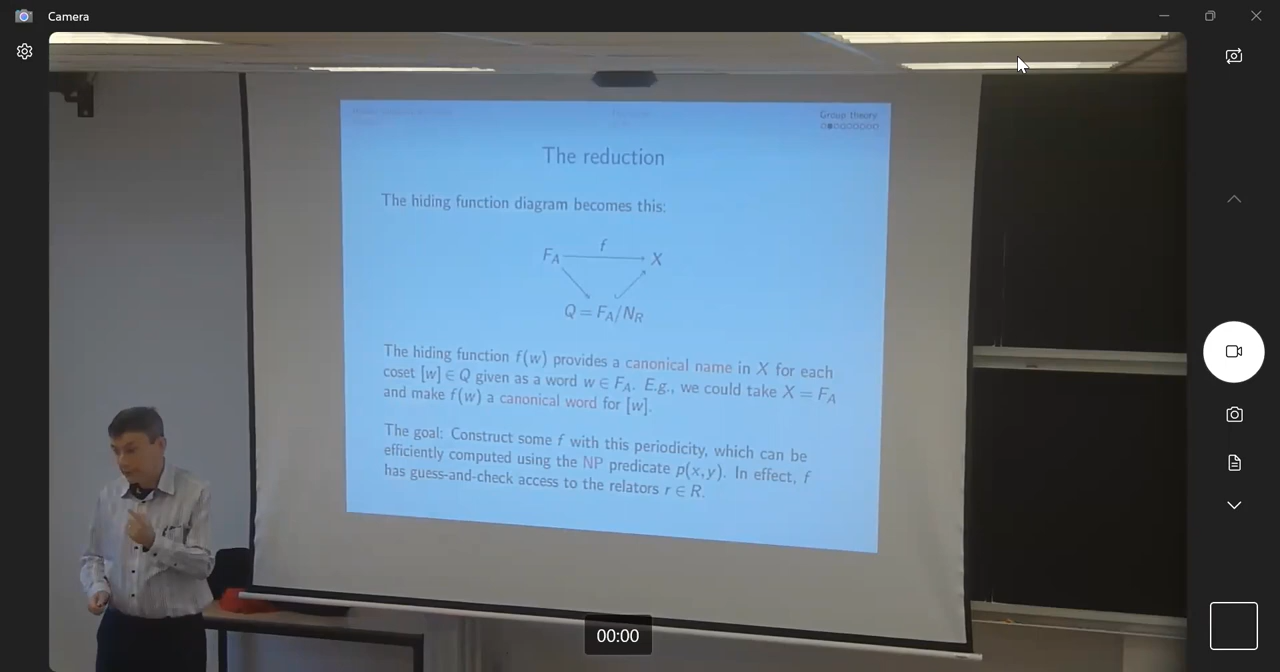 Camera
Group theory
The reduction
The hiding function diagram becomes this:
f
F_A X
Q = F_A/N_R
The hiding function f(w) provides a canonical name in X for each
coset [w] ∈ Q given as a word w ∈ F_A. E.g., we could take X = F_A
and make f(w) a canonical word for [w].
The goal: Construct some f with this periodicity, which can be
efficiently computed using the NP predicate p(x,y). In effect, f
has guess-and-check access to the relators r ∈ R.
00:00